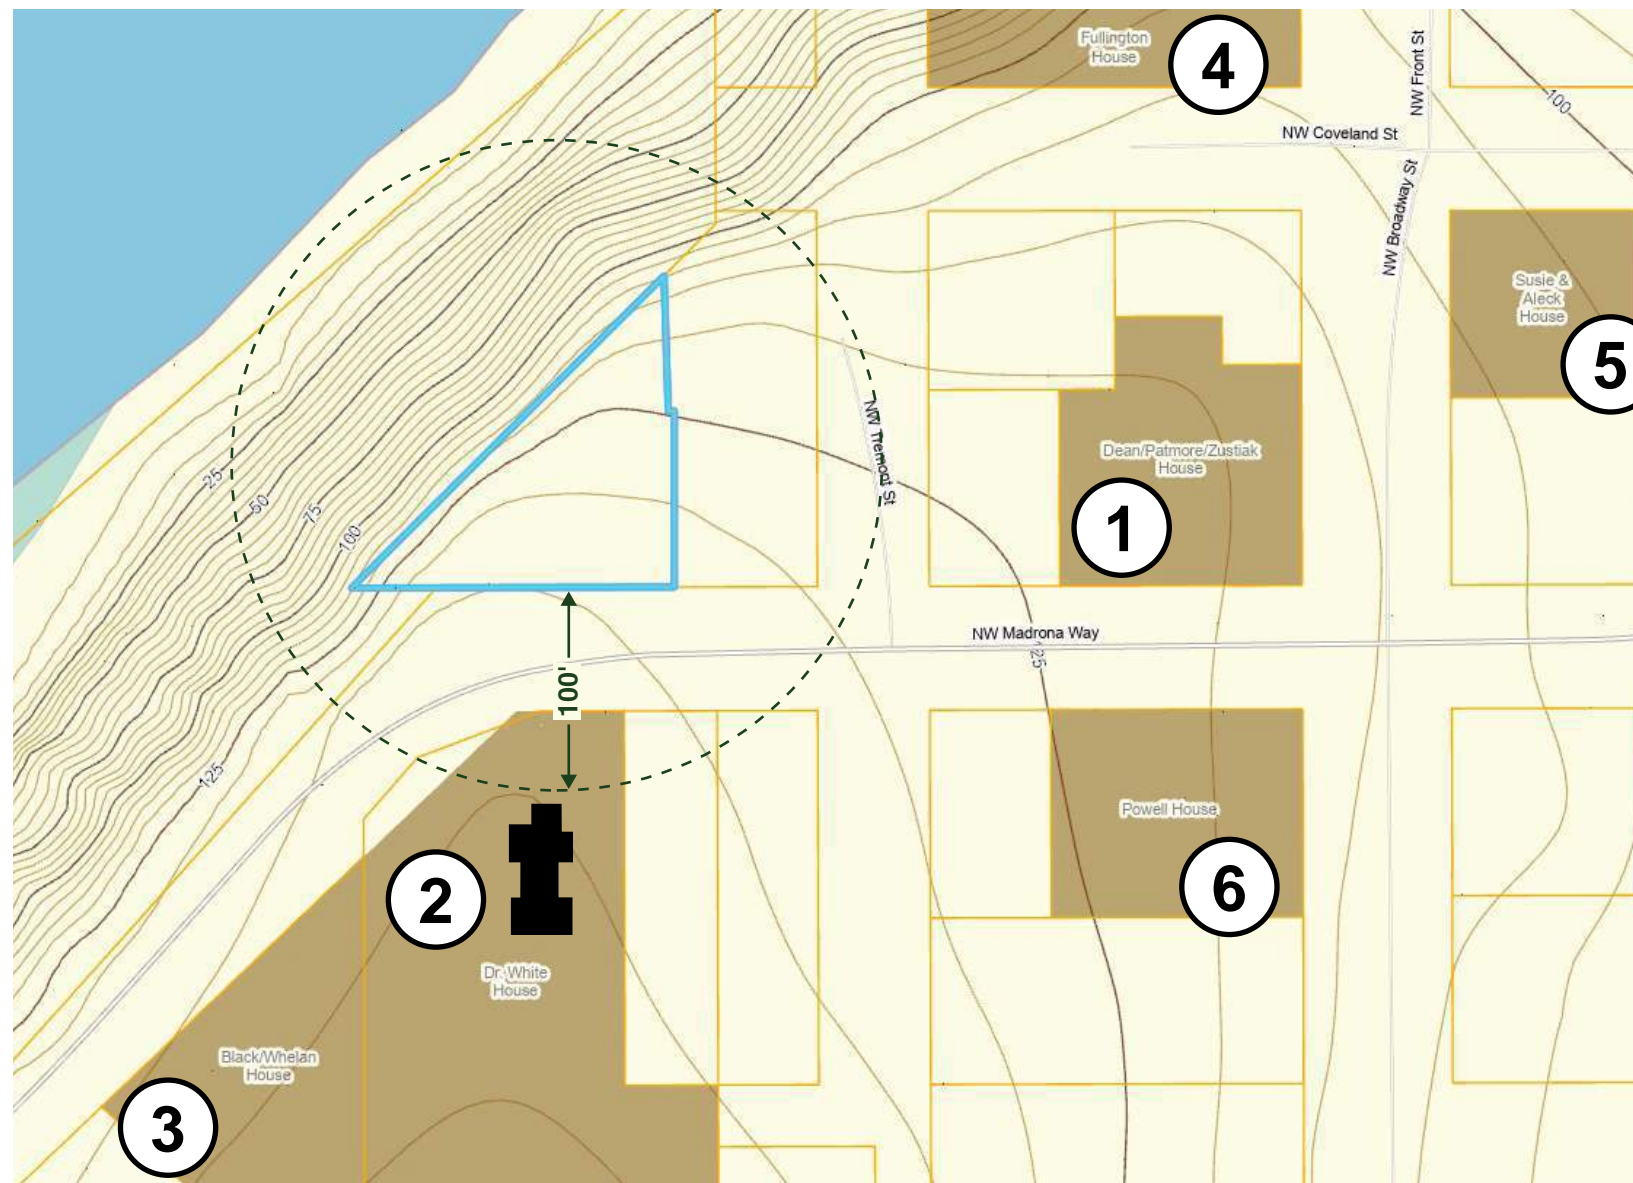 Fullington
House
4
NW Front St
100
NW Coveland St
NW Broadway St
Susie &
Aleck
House
5
25
50
75
100
NW Tremont St
Dean/Patmore/Zustiak
House
1
NW Madrona Way
125
100'
125
Powell House
6
2
Dr. White
House
Black/Whelan
House
3